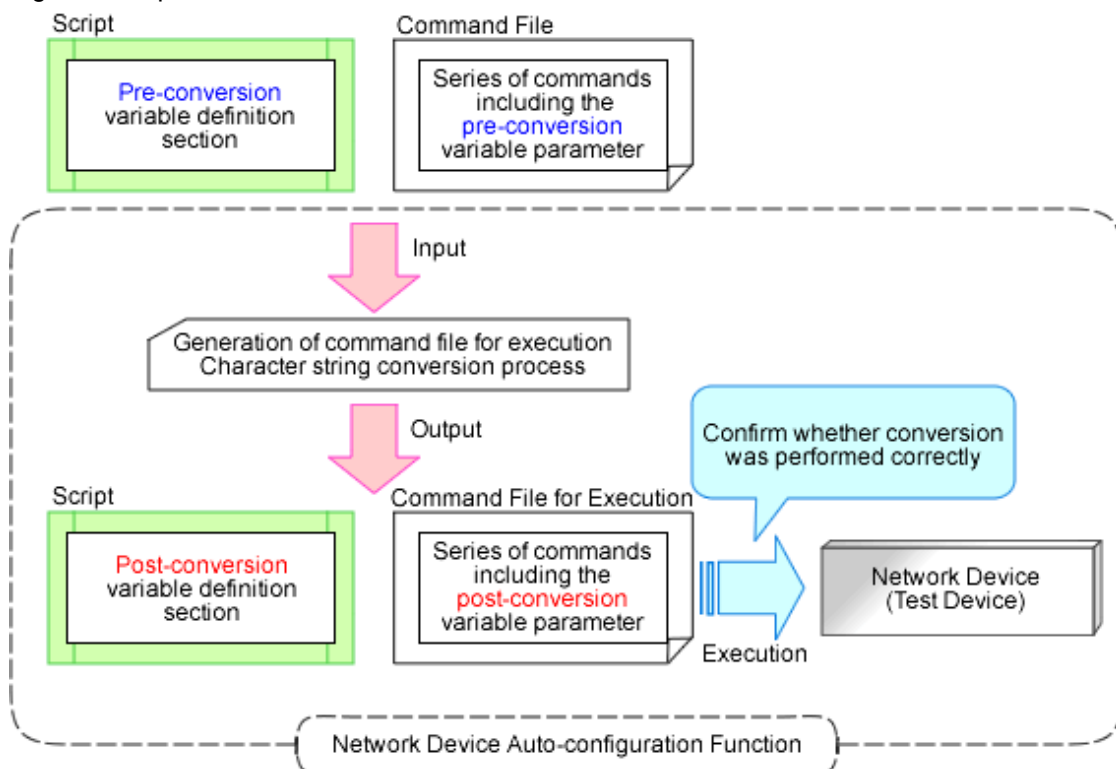 Script
Command File
Pre-conversion
variable definition
section
Series of commands
including the
pre-conversion
variable parameter
Input
Generation of command file for execution
Character string conversion process
Output
Confirm whether conversion
was performed correctly
Script
Command File for Execution
Post-conversion
variable definition
section
Series of commands
including the
post-conversion
variable parameter
Execution
Network Device
(Test Device)
Network Device Auto-configuration Function